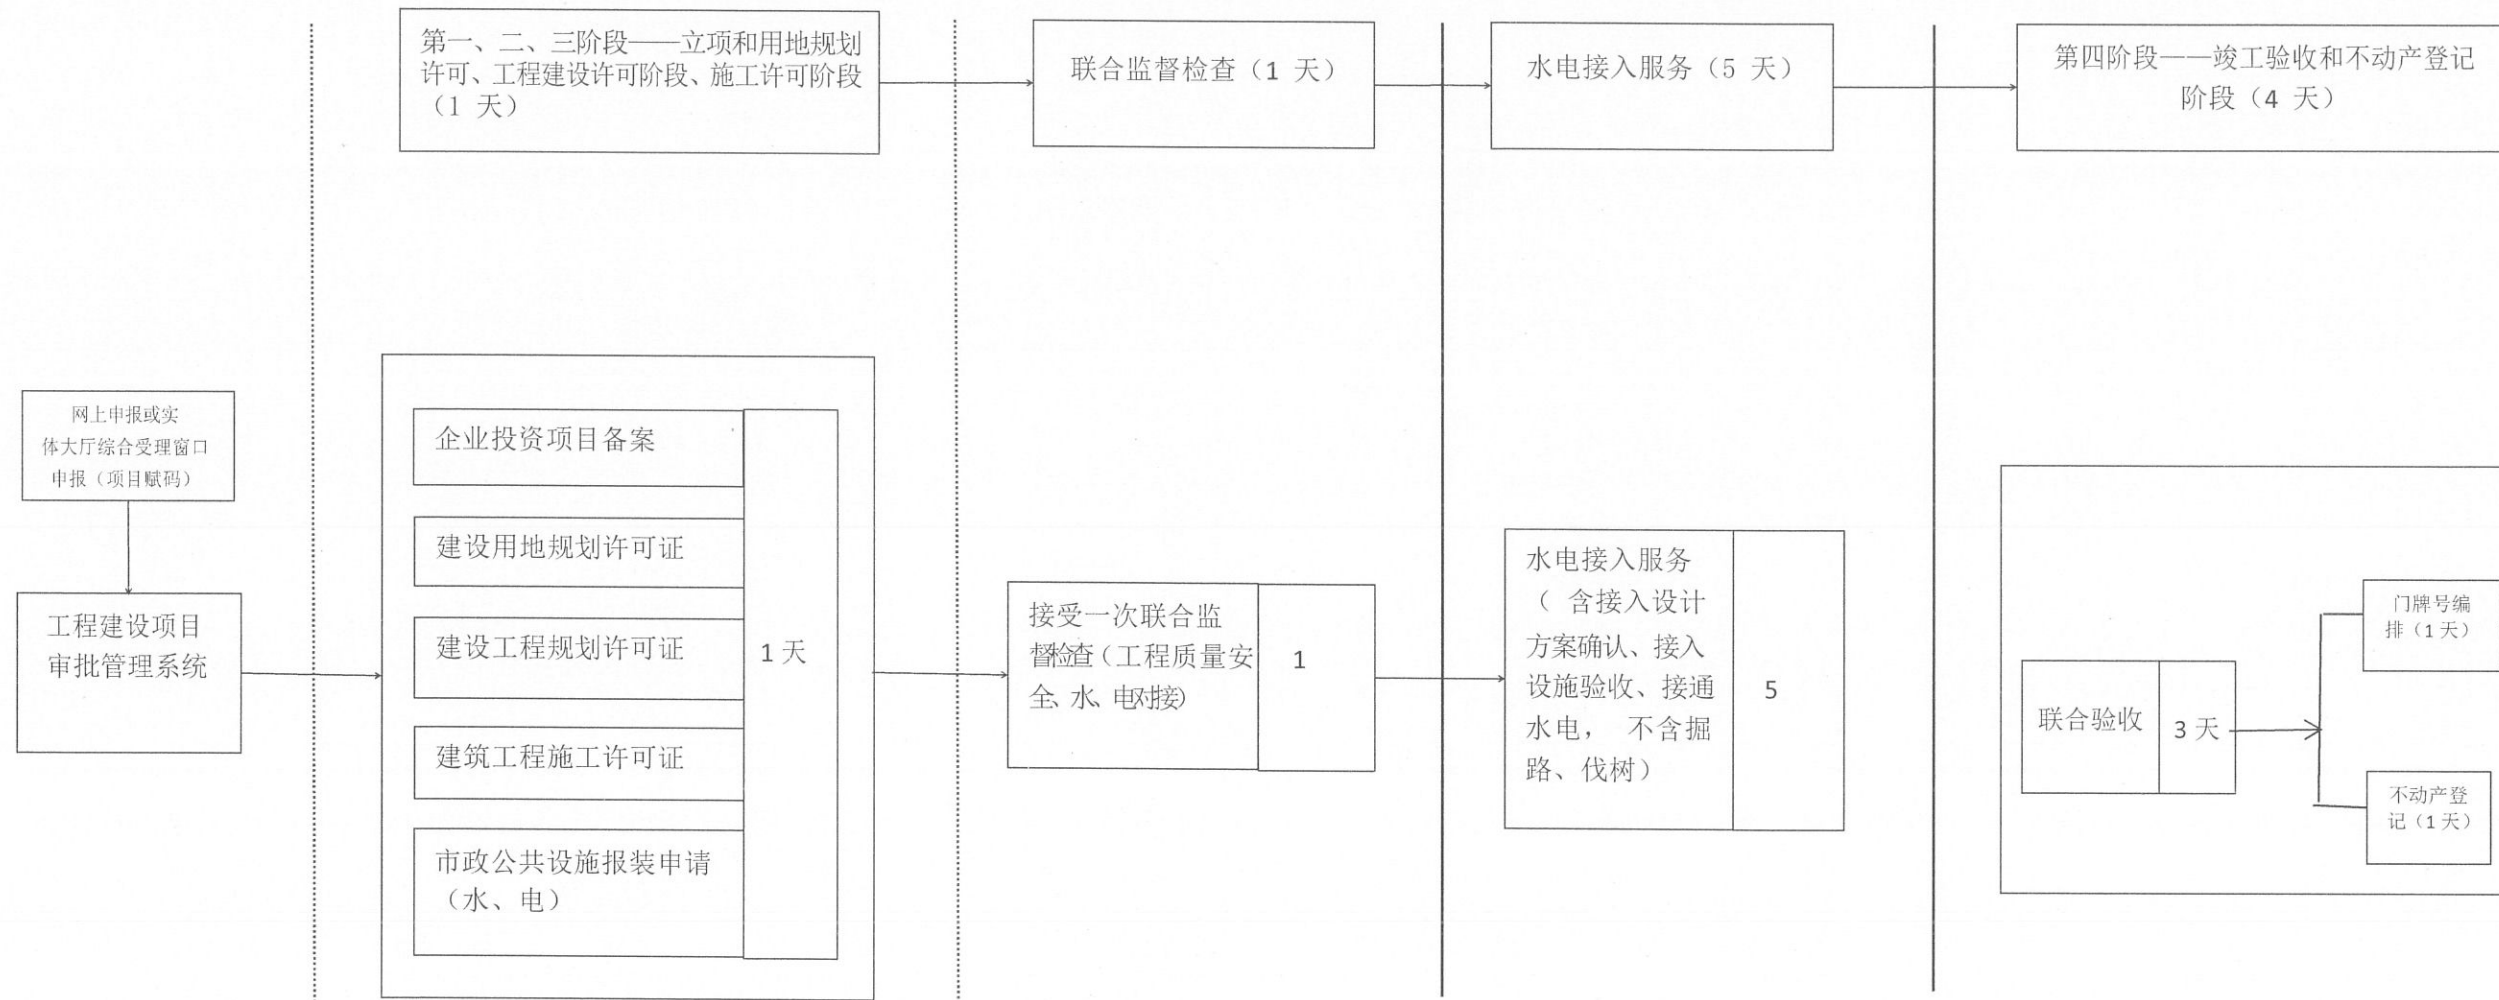 第一、二、三阶段——立项和用地规划
许可、工程建设许可阶段、施工许可阶段
（1 天）
联合监督检查（1 天）
水电接入服务（5 天）
第四阶段——竣工验收和不动产登记
阶段（4 天）
网上申报或实
体大厅综合受理窗口
申报（项目赋码）
工程建设项目
审批管理系统
企业投资项目备案
建设用地规划许可证
建设工程规划许可证
建筑工程施工许可证
市政公共设施报装申请
（水、电）
1 天
接受一次联合监
督检查（工程质量安
全、水、电对接）
1
水电接入服务
（ 含接入设计
方案确认、接入
设施验收、接通
水电， 不含掘
路、伐树）
5
联合验收
3 天
门牌号编
排（1 天）
不动产登
记（1 天）